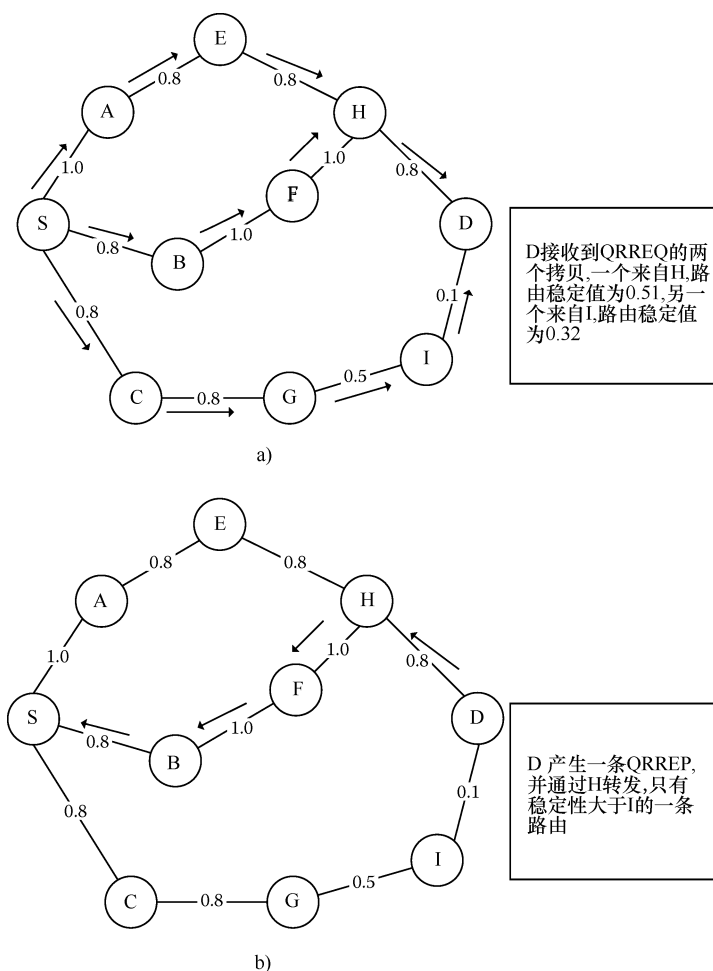 E
0.8
0.8
A
H
1.0
1.0
0.8
F
S
D
0.8
1.0
B
D接收到QRREQ的两
个拷贝,一个来自H,路
由稳定值为0.51,另一
个来自I,路由稳定值
为0.32
0.1
0.8
I
0.5
C
0.8
G
a)
E
0.8
0.8
A
H
1.0
1.0
0.8
F
S
D
1.0
0.8
B
D 产生一条QRREP,
并通过H转发,只有
稳定性大于I的一条
路由
0.1
0.8
I
0.5
C
0.8
G
b)